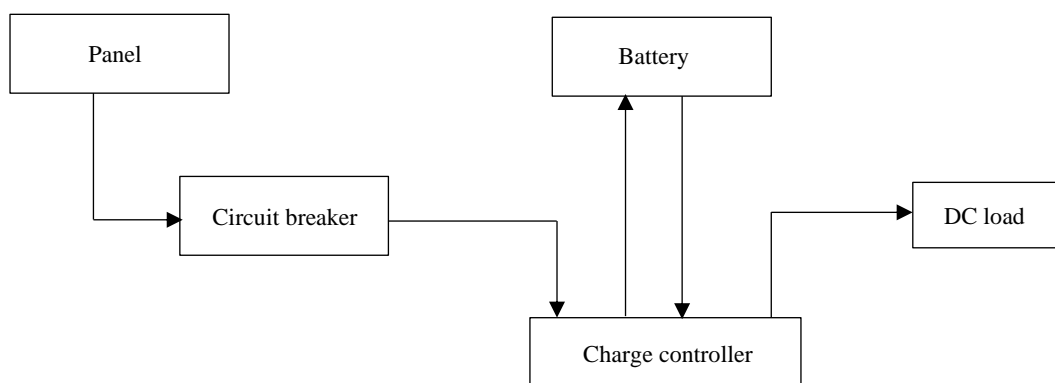 Panel
Battery
Circuit breaker
DC load
Charge controller